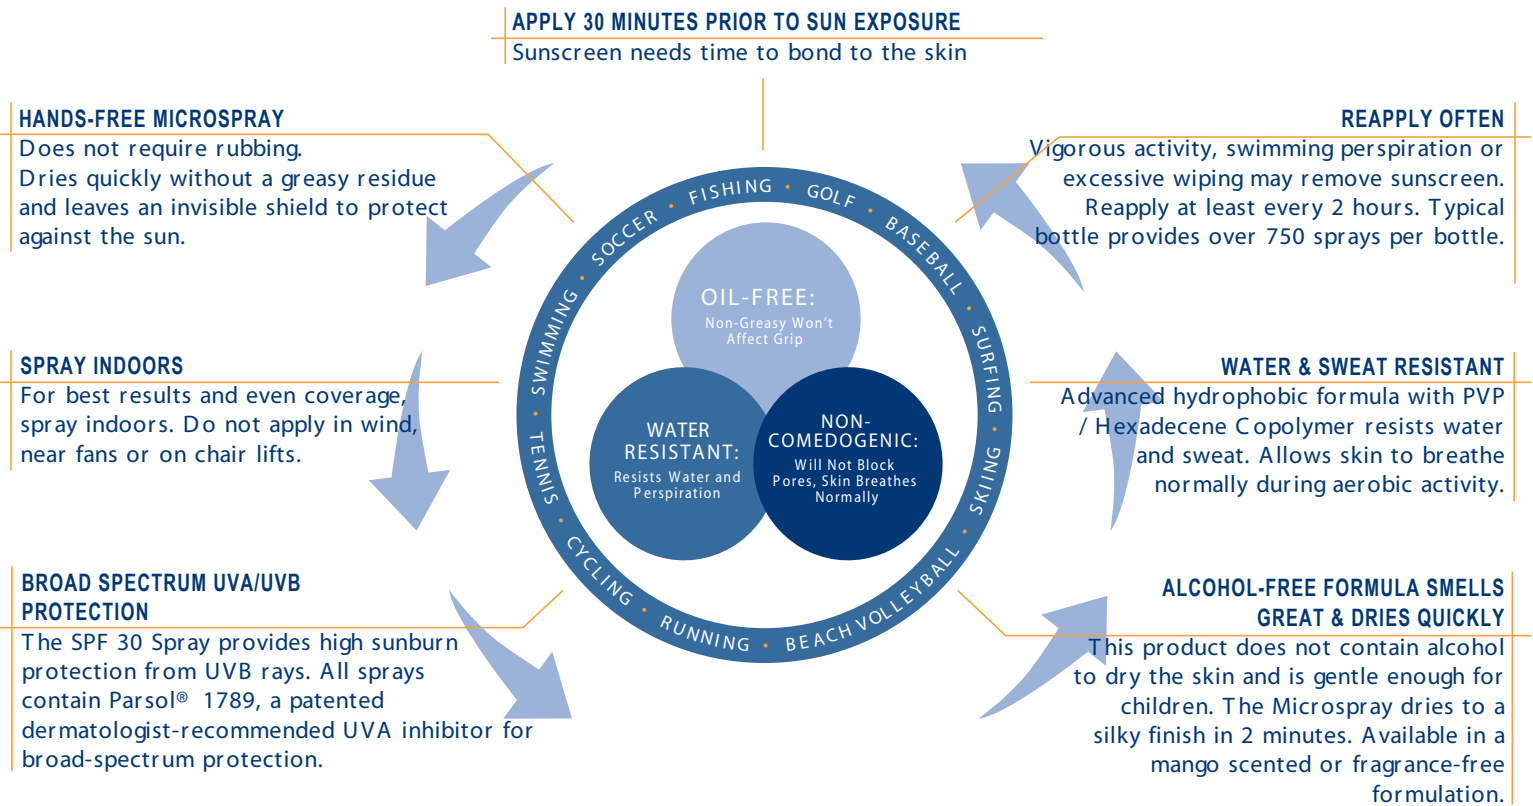 APPLY 30 MINUTES PRIOR TO SUN EXPOSURE
Sunscreen needs time to bond to the skin
HANDS-FREE MICROSPRAY
Does not require rubbing.
Dries quickly without a greasy residue
and leaves an invisible shield to protect
against the sun.
SPRAY INDOORS
For best results and even coverage,
spray indoors. Do not apply in wind,
near fans or on chair lifts.
BROAD SPECTRUM UVA/UVB
PROTECTION
The SPF 30 Spray provides high sunburn
protection from UVB rays. All sprays
contain Parsol® 1789, a patented
dermatologist-recommended UVA inhibitor for
broad-spectrum protection.
FISHING • GOLF • BASEBALL • SURFING • SKIING • BEACH VOLLEYBALL • RUNNING • CYCLING • TENNIS • SWIMMING • SOCCER •
OIL-FREE:
Non-Greasy Won't
Affect Grip
WATER
RESISTANT:
Resists Water and
Perspiration
NON-
COMEDOGENIC:
Will Not Block
Pores, Skin Breathes
Normally
REAPPLY OFTEN
Vigorous activity, swimming perspiration or
excessive wiping may remove sunscreen.
Reapply at least every 2 hours. Typical
bottle provides over 750 sprays per bottle.
WATER & SWEAT RESISTANT
Advanced hydrophobic formula with PVP
/ Hexadecene Copolymer resists water
and sweat. Allows skin to breathe
normally during aerobic activity.
ALCOHOL-FREE FORMULA SMELLS
GREAT & DRIES QUICKLY
This product does not contain alcohol
to dry the skin and is gentle enough for
children. The Microspray dries to a
silky finish in 2 minutes. Available in a
mango scented or fragrance-free
formulation.